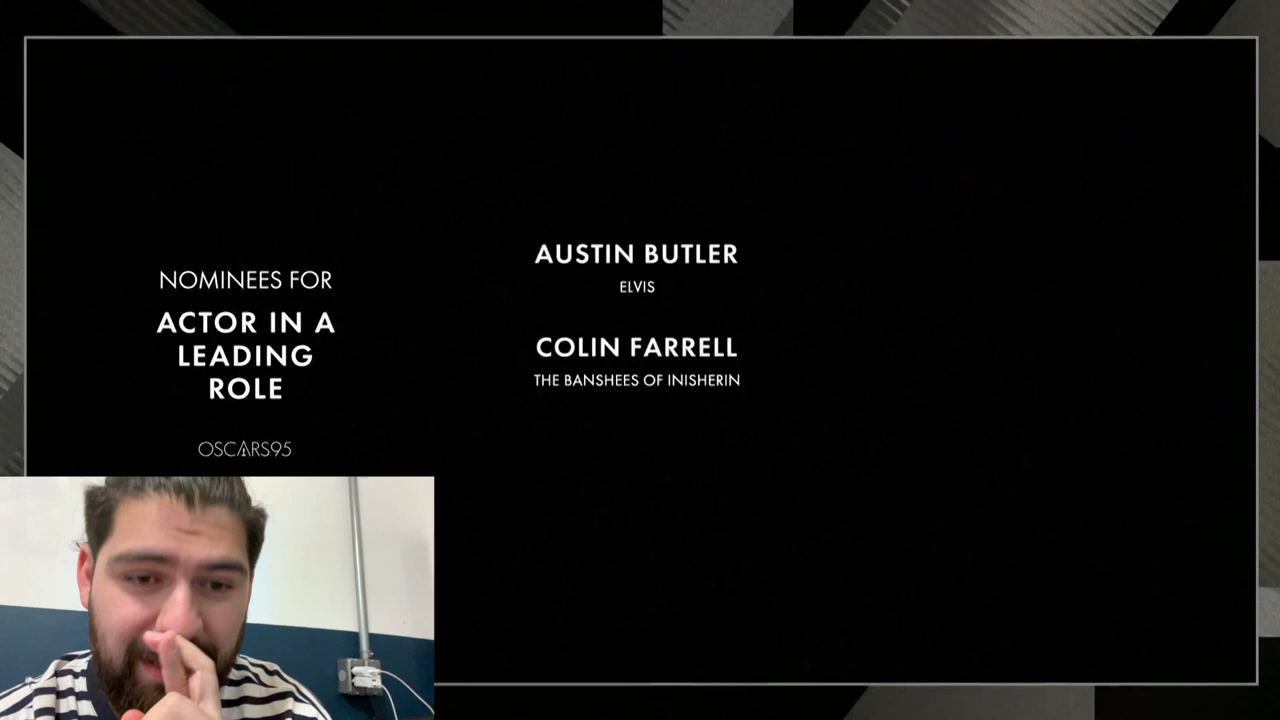 NOMINEES FOR
ACTOR IN A
LEADING
ROLE
OSCARS95
AUSTIN BUTLER
ELVIS
COLIN FARRELL
THE BANSHEES OF INISHERIN